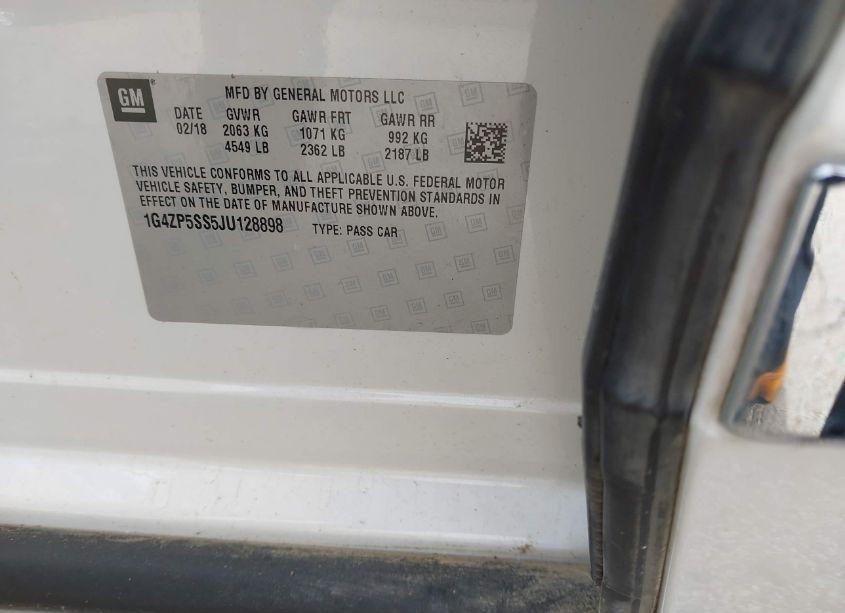 GM
MFD BY GENERAL MOTORS LLC
DATE GVWR GAWR FRT GAWR RR
02/18 2063 KG 1071 KG 992 KG
4549 LB 2362 LB 2187 LB
THIS VEHICLE CONFORMS TO ALL APPLICABLE U.S. FEDERAL MOTOR
VEHICLE SAFETY, BUMPER, AND THEFT PREVENTION STANDARDS IN
EFFECT ON THE DATE OF MANUFACTURE SHOWN ABOVE.
1G4ZP5SS5JU128898 TYPE: PASS CAR